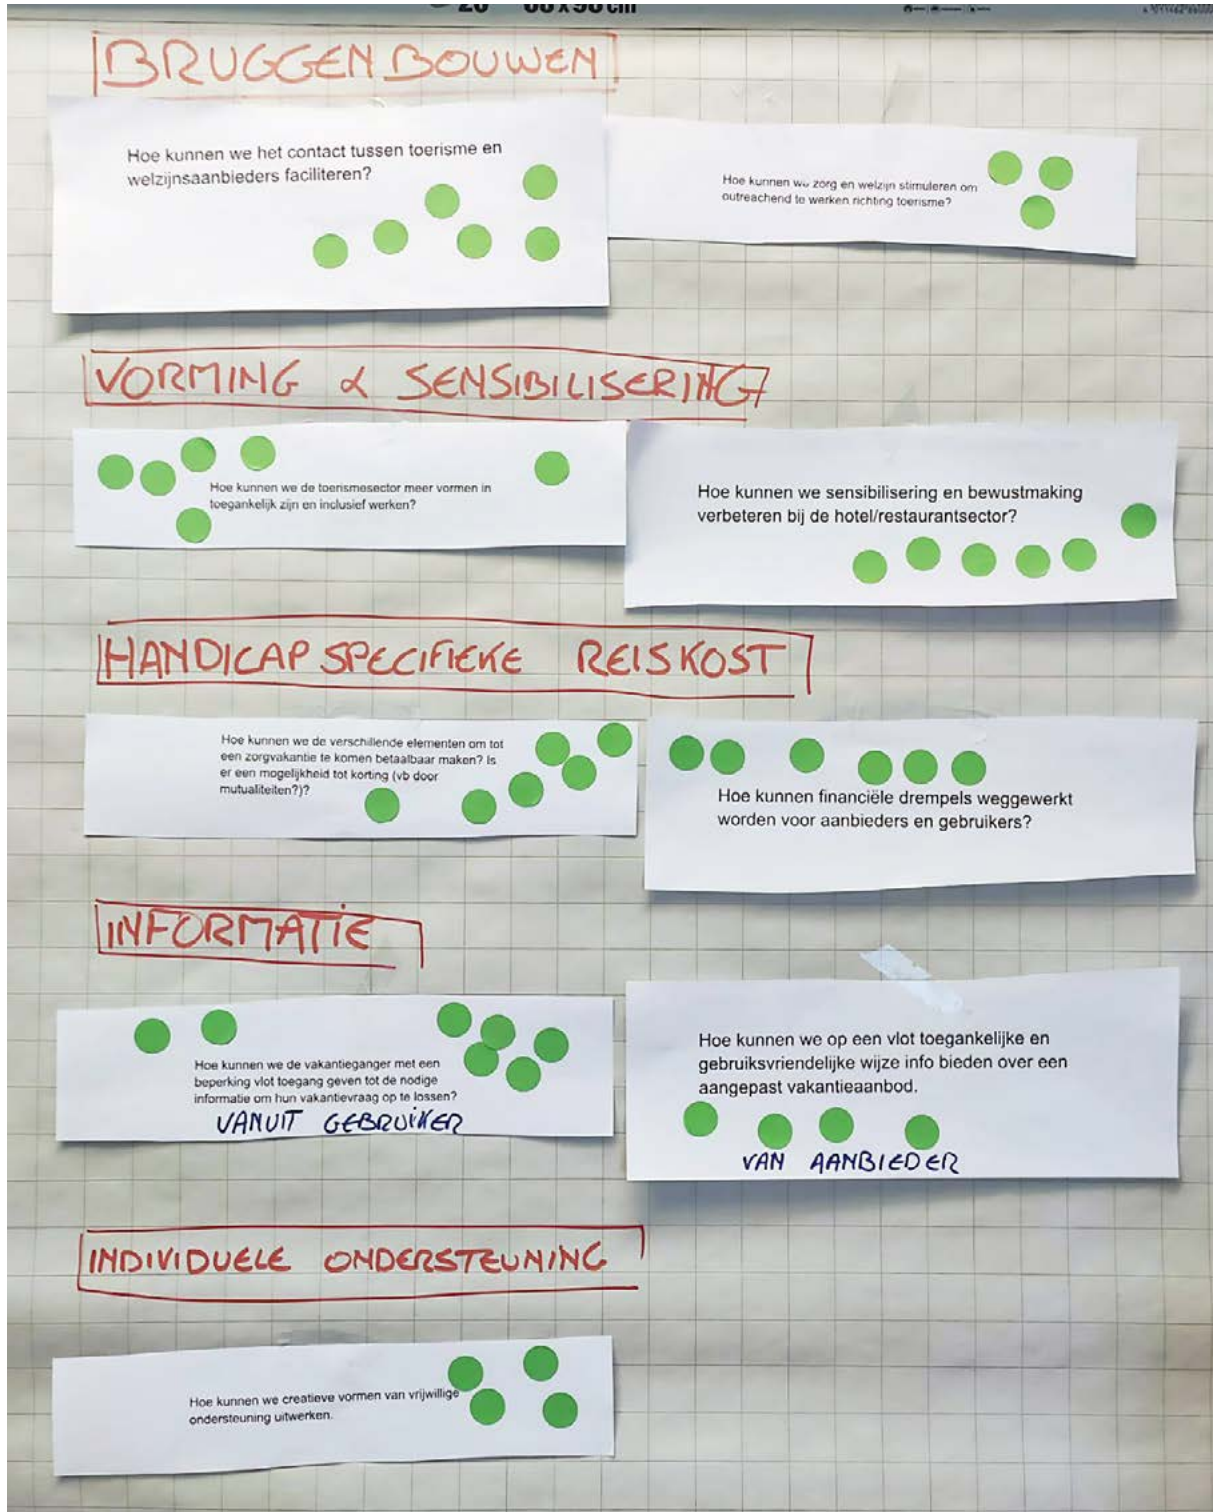 BRUGGEN BOUWEN
Hoe kunnen we het contact tussen toerisme en
welzijnsaanbieders faciliteren?
Hoe kunnen we zorg en welzijn stimuleren om
outreachend te werken richting toerisme?
VORMING & SENSIBILISERING
Hoe kunnen we de toerismesector meer vormen in
toegankelijk zijn en inclusief werken?
Hoe kunnen we sensibilisering en bewustmaking
verbeteren bij de hotel/restaurantsector?
HANDICAP SPECIFIEKE REISKOST
Hoe kunnen we de verschillende elementen om tot
een zorgvakantie te komen betaalbaar maken? Is
er een mogelijkheid tot korting (vb door
mutualiteiten?)?
Hoe kunnen financiële drempels weggewerkt
worden voor aanbieders en gebruikers?
INFORMATIE
Hoe kunnen we de vakantieganger met een
beperking vlot toegang geven tot de nodige
informatie om hun vakantievraag op te lossen?
VANUIT GEBRUIKER
Hoe kunnen we op een vlot toegankelijke en
gebruiksvriendelijke wijze info bieden over een
aangepast vakantieaanbod.
VAN AANBIEDER
INDIVIDUELE ONDERSTEUNING
Hoe kunnen we creatieve vormen van vrijwillige
ondersteuning uitwerken.